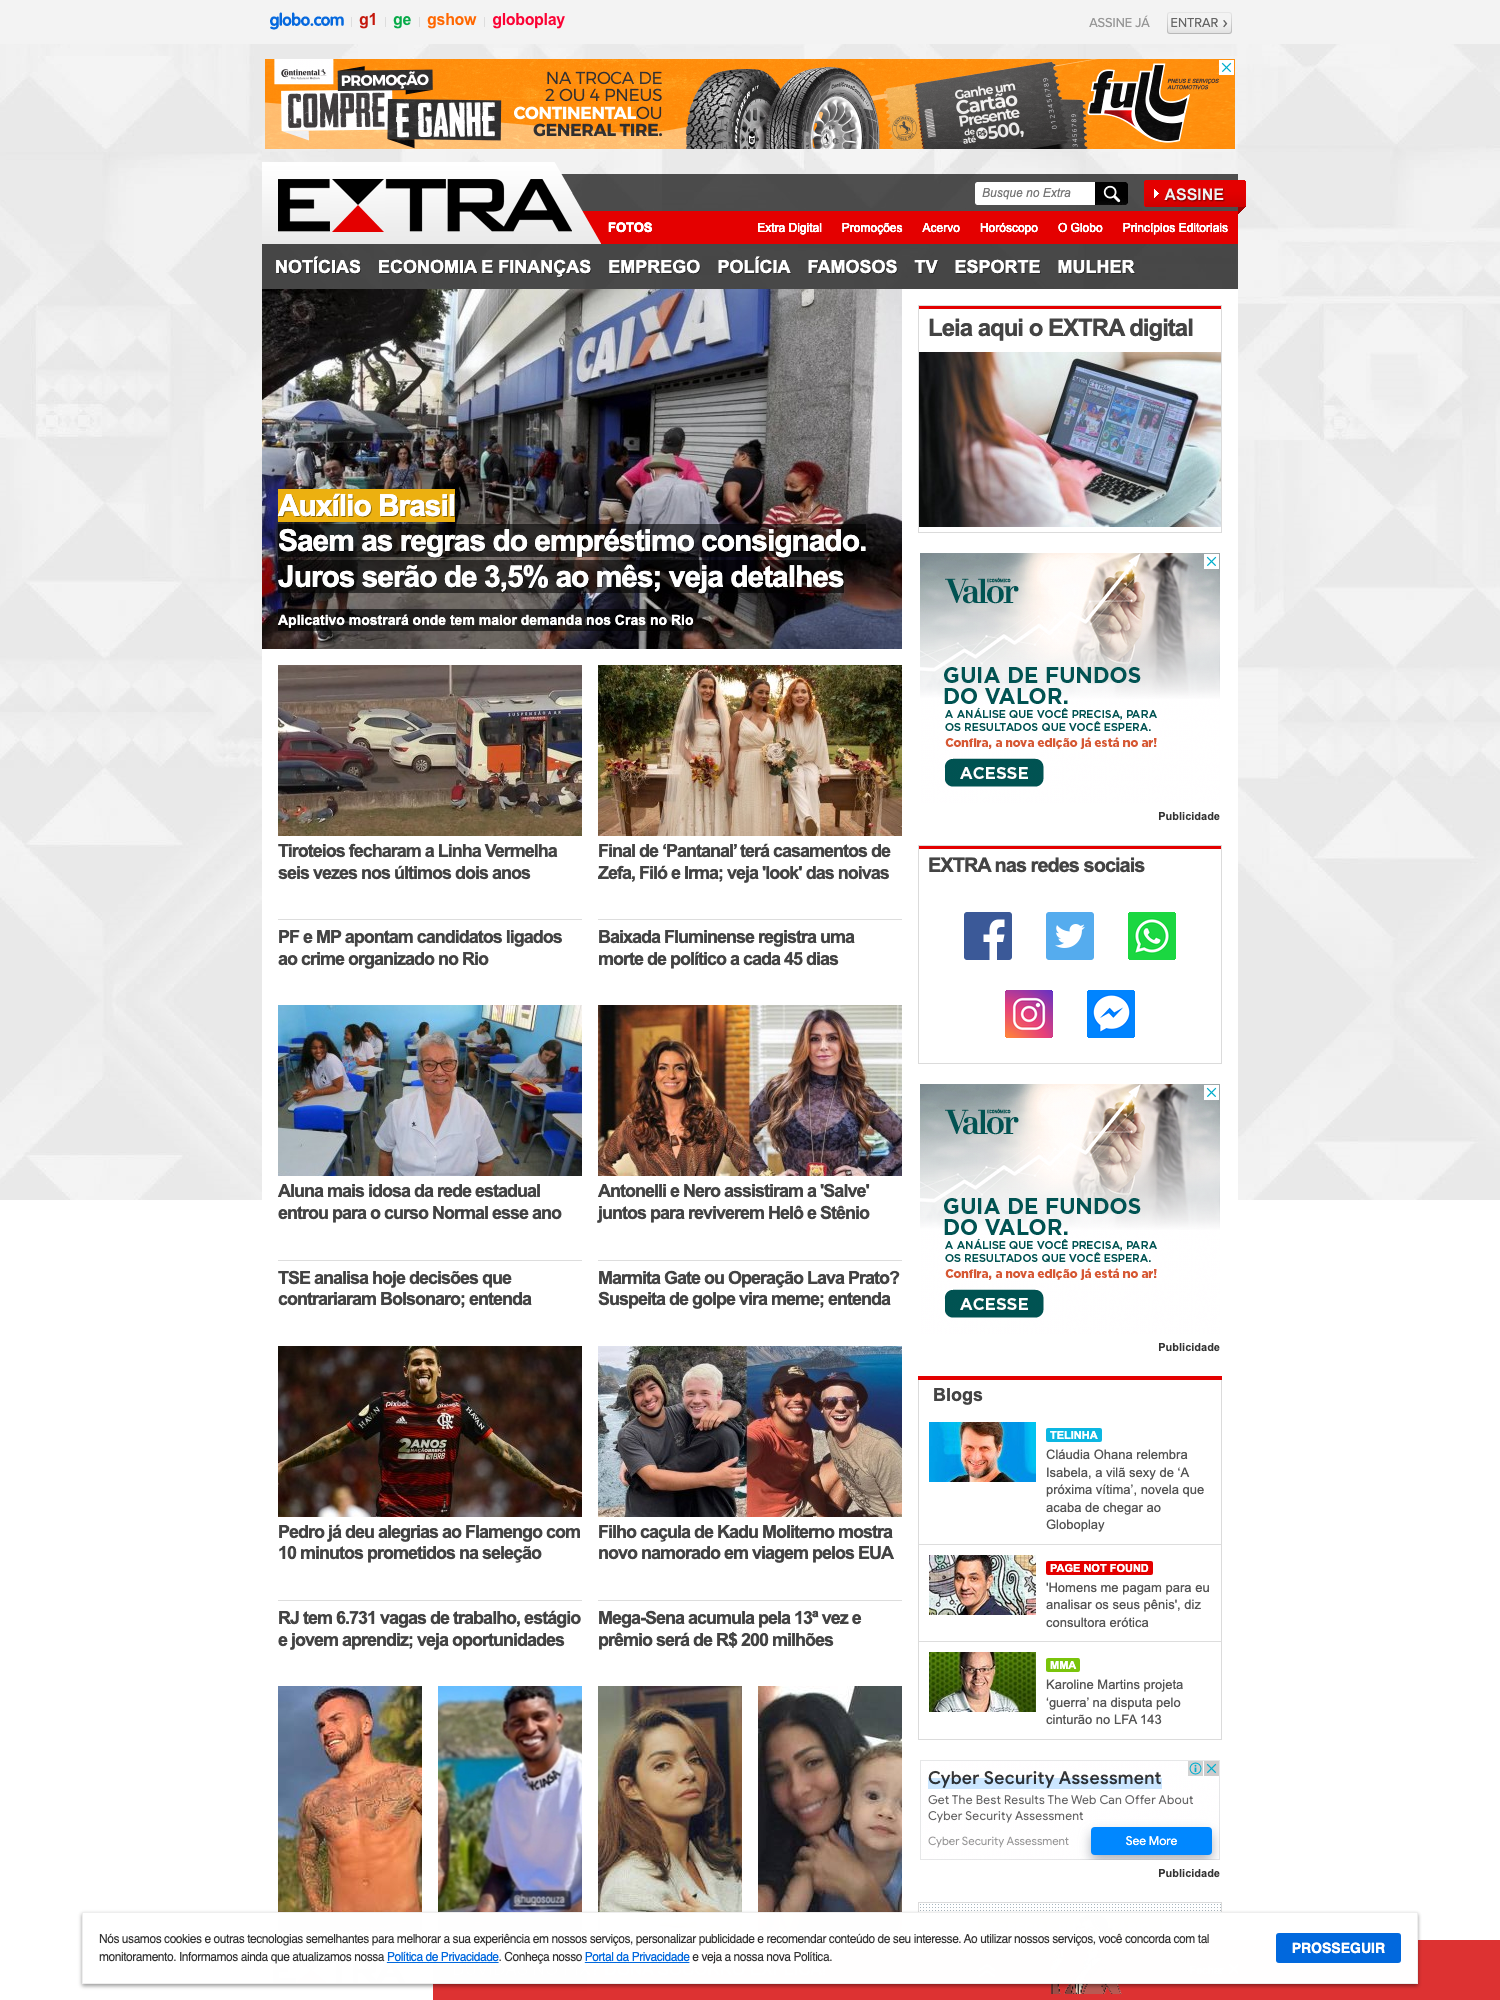 globo.com
g1
ge
gshow
globoplay
ASSINE JÁ
ENTRAR ›
Continental
PROMOÇÃO
COMPRE E GANHE
NA TROCA DE
2 OU 4 PNEUS
CONTINENTAL OU
GENERAL TIRE.
Ganhe um
Cartão
Presente
de até R$ 500,
full
PNEUS E SERVIÇOS
AUTOMOTIVOS
EXTRA
Busque no Extra
ASSINE
FOTOS
Extra Digital
Promoções
Acervo
Horóscopo
O Globo
Princípios Editoriais
NOTÍCIAS
ECONOMIA E FINANÇAS
EMPREGO
POLÍCIA
FAMOSOS
TV
ESPORTE
MULHER
CAIXA
Auxílio Brasil
Saem as regras do empréstimo consignado.
Juros serão de 3,5% ao mês; veja detalhes
Aplicativo mostrará onde tem maior demanda nos Cras no Rio
Leia aqui o EXTRA digital
Valor
ECONÔMICO
GUIA DE FUNDOS
DO VALOR.
A ANÁLISE QUE VOCÊ PRECISA, PARA
OS RESULTADOS QUE VOCÊ ESPERA.
Confira, a nova edição já está no ar!
ACESSE
Publicidade
Tiroteios fecharam a Linha Vermelha
seis vezes nos últimos dois anos
Final de ‘Pantanal’ terá casamentos de
Zefa, Filó e Irma; veja 'look' das noivas
EXTRA nas redes sociais
PF e MP apontam candidatos ligados
ao crime organizado no Rio
Baixada Fluminense registra uma
morte de político a cada 45 dias
Aluna mais idosa da rede estadual
entrou para o curso Normal esse ano
Antonelli e Nero assistiram a 'Salve'
juntos para reviverem Helô e Stênio
Valor
ECONÔMICO
GUIA DE FUNDOS
DO VALOR.
A ANÁLISE QUE VOCÊ PRECISA, PARA
OS RESULTADOS QUE VOCÊ ESPERA.
Confira, a nova edição já está no ar!
ACESSE
Publicidade
TSE analisa hoje decisões que
contrariaram Bolsonaro; entenda
Marmita Gate ou Operação Lava Prato?
Suspeita de golpe vira meme; entenda
pixbet
HAVAN
adidas
2 ANOS
BRB
HAVAN
Pedro já deu alegrias ao Flamengo com
10 minutos prometidos na seleção
Filho caçula de Kadu Moliterno mostra
novo namorado em viagem pelos EUA
Blogs
TELINHA
Cláudia Ohana relembra
Isabela, a vilã sexy de ‘A
próxima vítima’, novela que
acaba de chegar ao
Globoplay
PAGE NOT FOUND
'Homens me pagam para eu
analisar os seus pênis', diz
consultora erótica
MMA
Karoline Martins projeta
‘guerra’ na disputa pelo
cinturão no LFA 143
RJ tem 6.731 vagas de trabalho, estágio
e jovem aprendiz; veja oportunidades
Mega-Sena acumula pela 13ª vez e
prêmio será de R$ 200 milhões
@hugosouza
Cyber Security Assessment
Get The Best Results The Web Can Offer About
Cyber Security Assessment
Cyber Security Assessment
See More
Publicidade
Nós usamos cookies e outras tecnologias semelhantes para melhorar a sua experiência em nossos serviços, personalizar publicidade e recomendar conteúdo de seu interesse. Ao utilizar nossos serviços, você concorda com tal
monitoramento. Informamos ainda que atualizamos nossa Política de Privacidade. Conheça nosso Portal da Privacidade e veja a nossa nova Política.
PROSSEGUIR